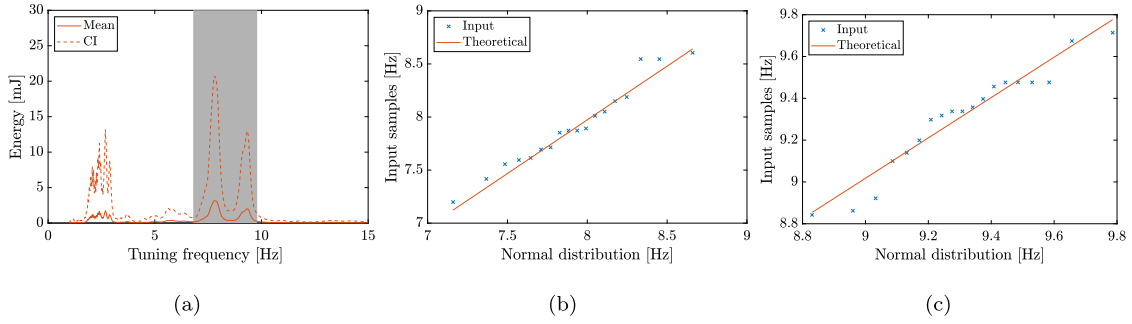 30
25
20
15
10
5
0
Energy [mJ]
Mean
CI
0 5 10 15
Tuning frequency [Hz]
(a)
8.5
8
7.5
7
Input samples [Hz]
Input
Theoretical
7 7.5 8 8.5 9
Normal distribution [Hz]
(b)
9.8
9.6
9.4
9.2
9
8.8
Input samples [Hz]
Input
Theoretical
8.8 9 9.2 9.4 9.6 9.8
Normal distribution [Hz]
(c)